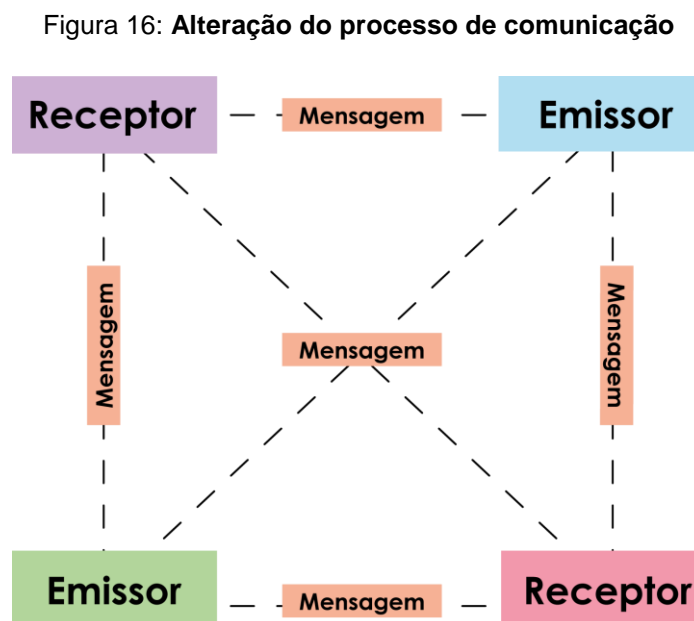 Figura 16: Alteração do processo de comunicação
Receptor
Mensagem
Emissor
Mensagem
Mensagem
Mensagem
Emissor
Mensagem
Receptor